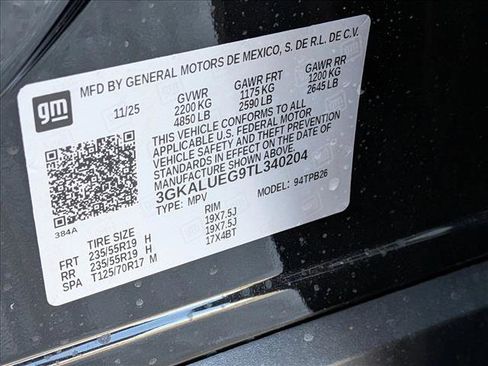 gm
MFD BY GENERAL MOTORS DE MEXICO, S. DE R.L. DE C.V.
11/25 GVWR GAWR FRT GAWR RR
2200 KG 1175 KG 1200 KG
4850 LB 2590 LB 2645 LB
THIS VEHICLE CONFORMS TO ALL
APPLICABLE U.S. FEDERAL MOTOR
VEHICLE SAFETY AND THEFT PREVENTION
STANDARDS IN EFFECT ON THE DATE OF
MANUFACTURE SHOWN ABOVE.
3GKALUEG9TL340204
TYPE: MPV MODEL: 94TPB26
384A
TIRE SIZE RIM
FRT 235/55R19 H 19X7.5J
RR 235/55R19 H 19X7.5J
SPA T125/70R17 M 17X4BT